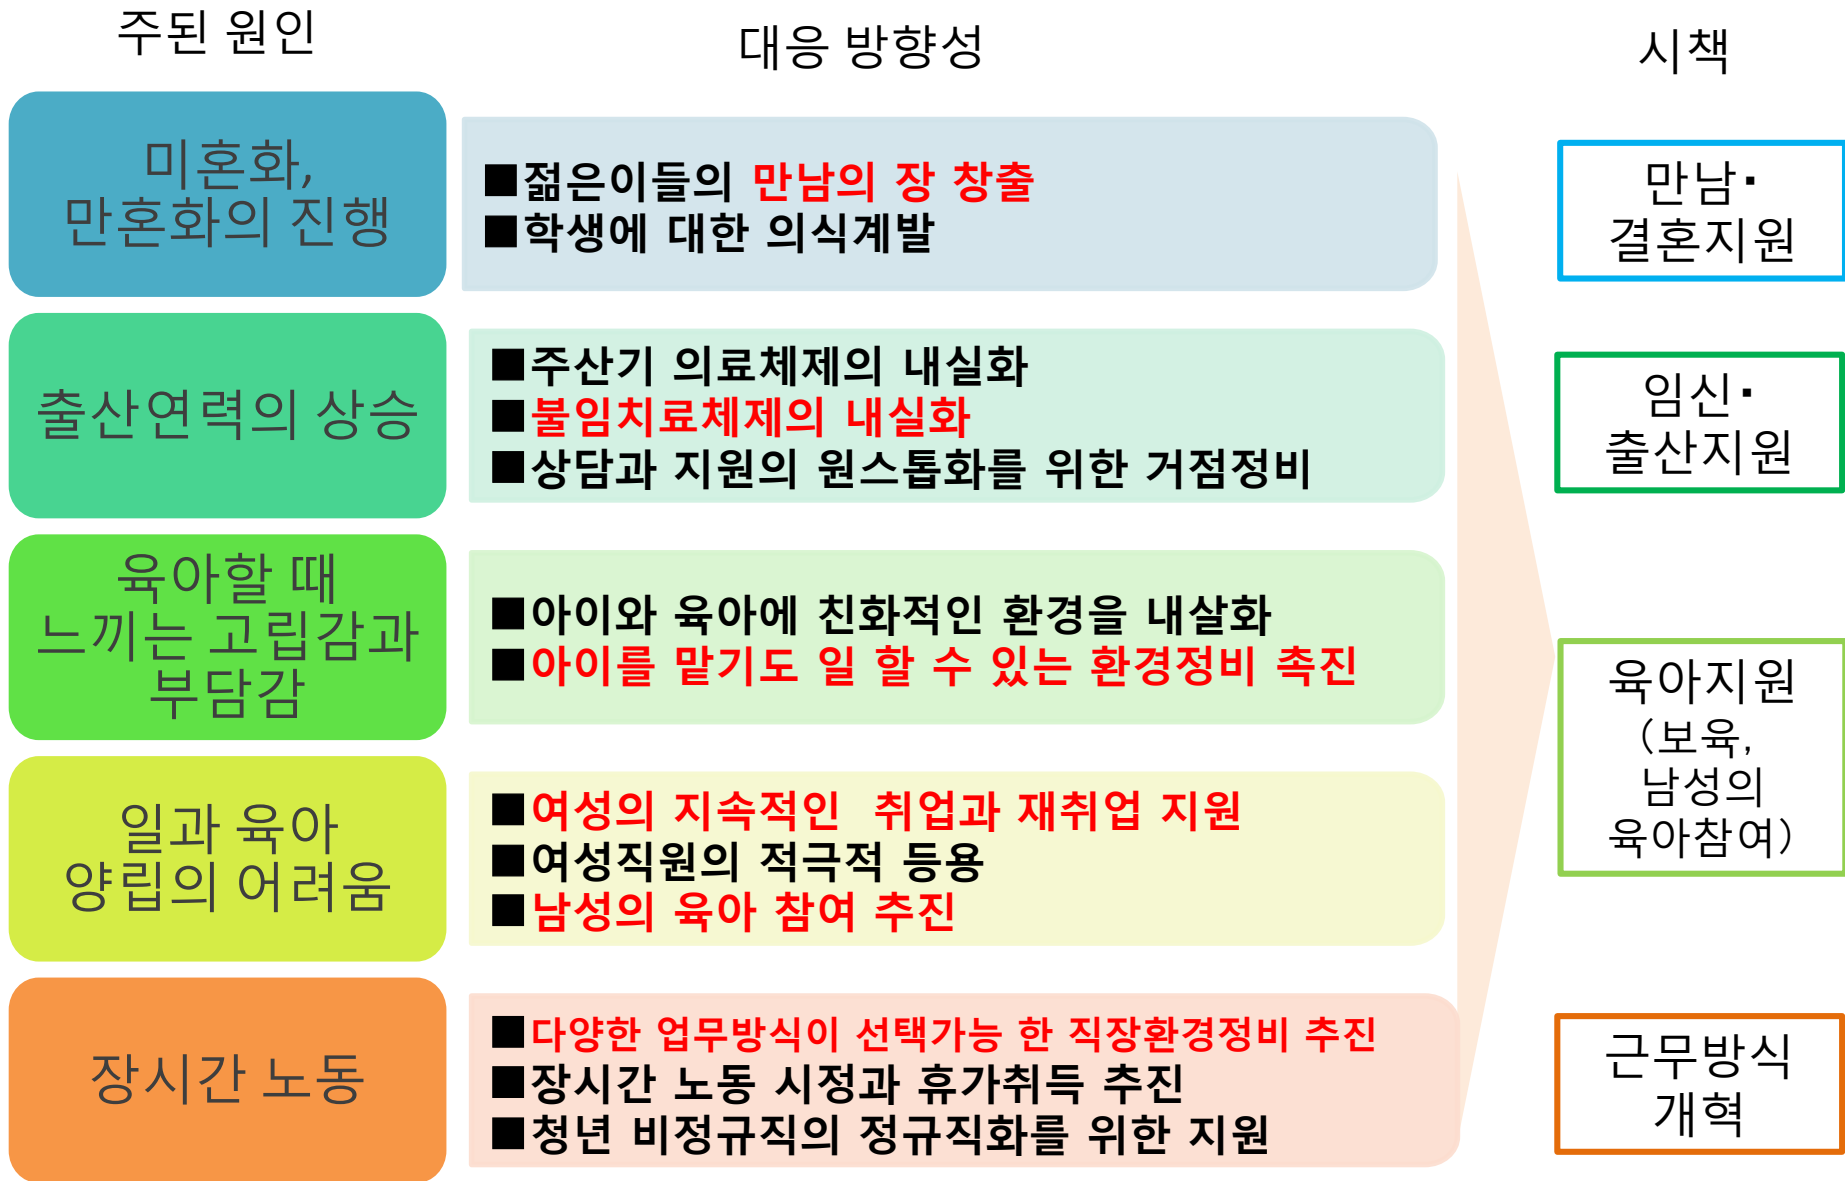 주된 원인
대응 방향성
시책
미혼화,
만혼화의 진행
■젊은이들의 만남의 장 창출
■학생에 대한 의식계발
만남·
결혼지원
출산연력의 상승
■주산기 의료체제의 내실화
■불임치료체제의 내실화
■상담과 지원의 원스톱화를 위한 거점정비
임신·
출산지원
육아할 때
느끼는 고립감과
부담감
■아이와 육아에 친화적인 환경을 내살화
■아이를 맡기도 일 할 수 있는 환경정비 촉진
육아지원
(보육,
남성의
육아참여)
일과 육아
양립의 어려움
■여성의 지속적인  취업과 재취업 지원
■여성직원의 적극적 등용
■남성의 육아 참여 추진
장시간 노동
■다양한 업무방식이 선택가능 한 직장환경정비 추진
■장시간 노동 시정과 휴가취득 추진
■청년 비정규직의 정규직화를 위한 지원
근무방식
개혁